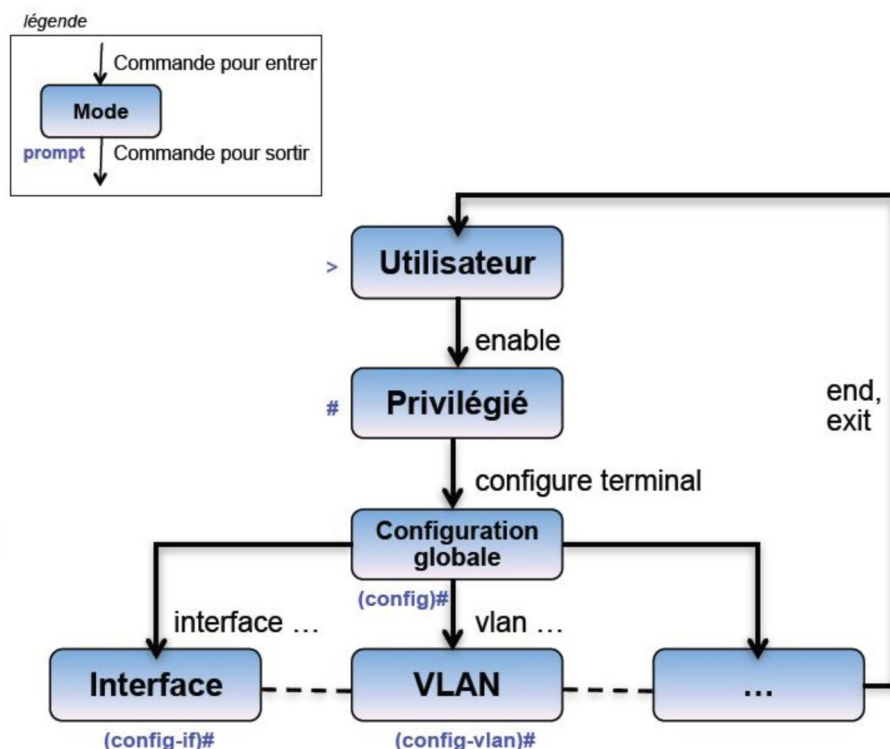 légende
Commande pour entrer
Mode
prompt
Commande pour sortir
>
Utilisateur
enable
#
Privilégié
end,
exit
configure terminal
Configuration
globale
(config)#
interface …
vlan …
Interface
VLAN
…
(config-if)#
(config-vlan)#